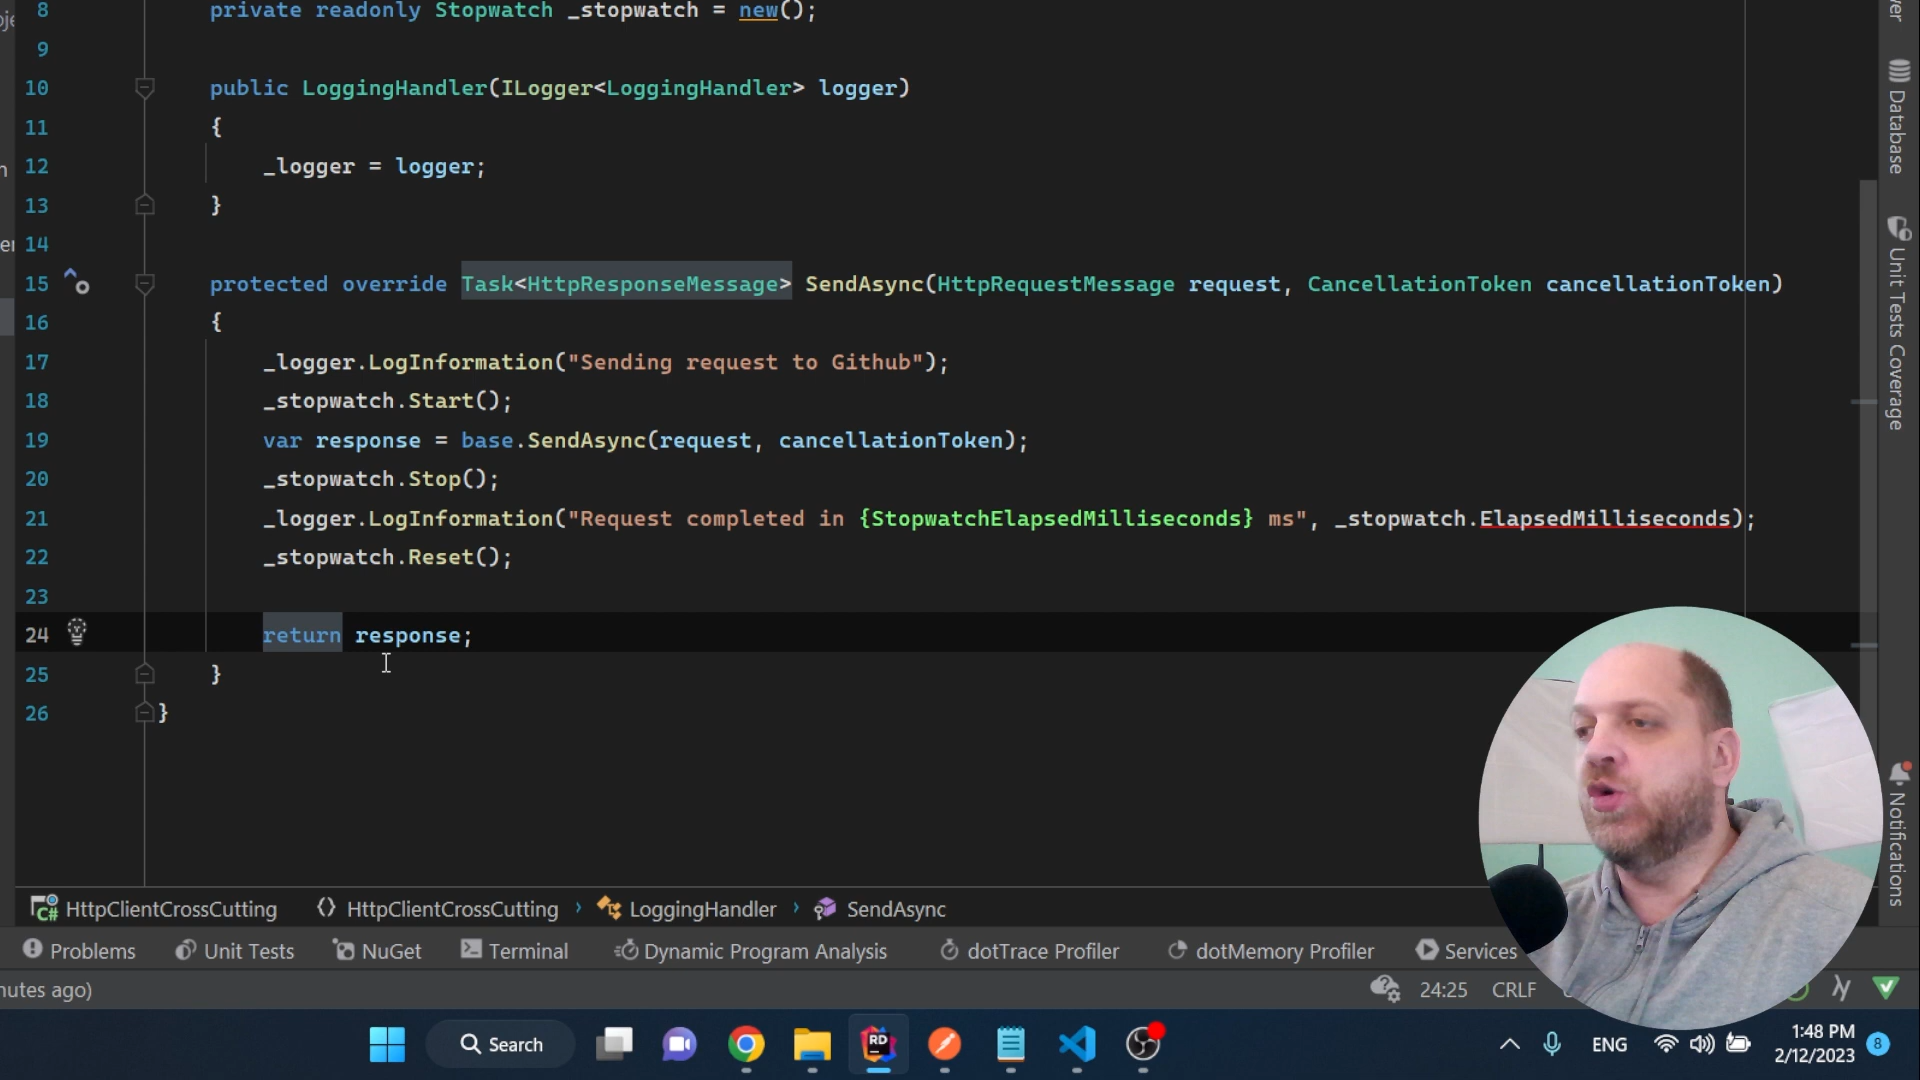 8 private readonly Stopwatch _stopwatch = new();
9
10 public LoggingHandler(ILogger<LoggingHandler> logger)
11 {
12 _logger = logger;
13 }
14
15 protected override Task<HttpResponseMessage> SendAsync(HttpRequestMessage request, CancellationToken cancellationToken)
16 {
17 _logger.LogInformation("Sending request to Github");
18 _stopwatch.Start();
19 var response = base.SendAsync(request, cancellationToken);
20 _stopwatch.Stop();
21 _logger.LogInformation("Request completed in {StopwatchElapsedMilliseconds} ms", _stopwatch.ElapsedMilliseconds);
22 _stopwatch.Reset();
23
24 return response;
25 }
26 }
Database
Unit Tests Coverage
Notifications
C# HttpClientCrossCutting HttpClientCrossCutting › LoggingHandler › SendAsync
Problems Unit Tests NuGet Terminal Dynamic Program Analysis dotTrace Profiler dotMemory Profiler Services
nutes ago) 24:25 CRLF
Search RD ENG 1:48 PM 8
2/12/2023